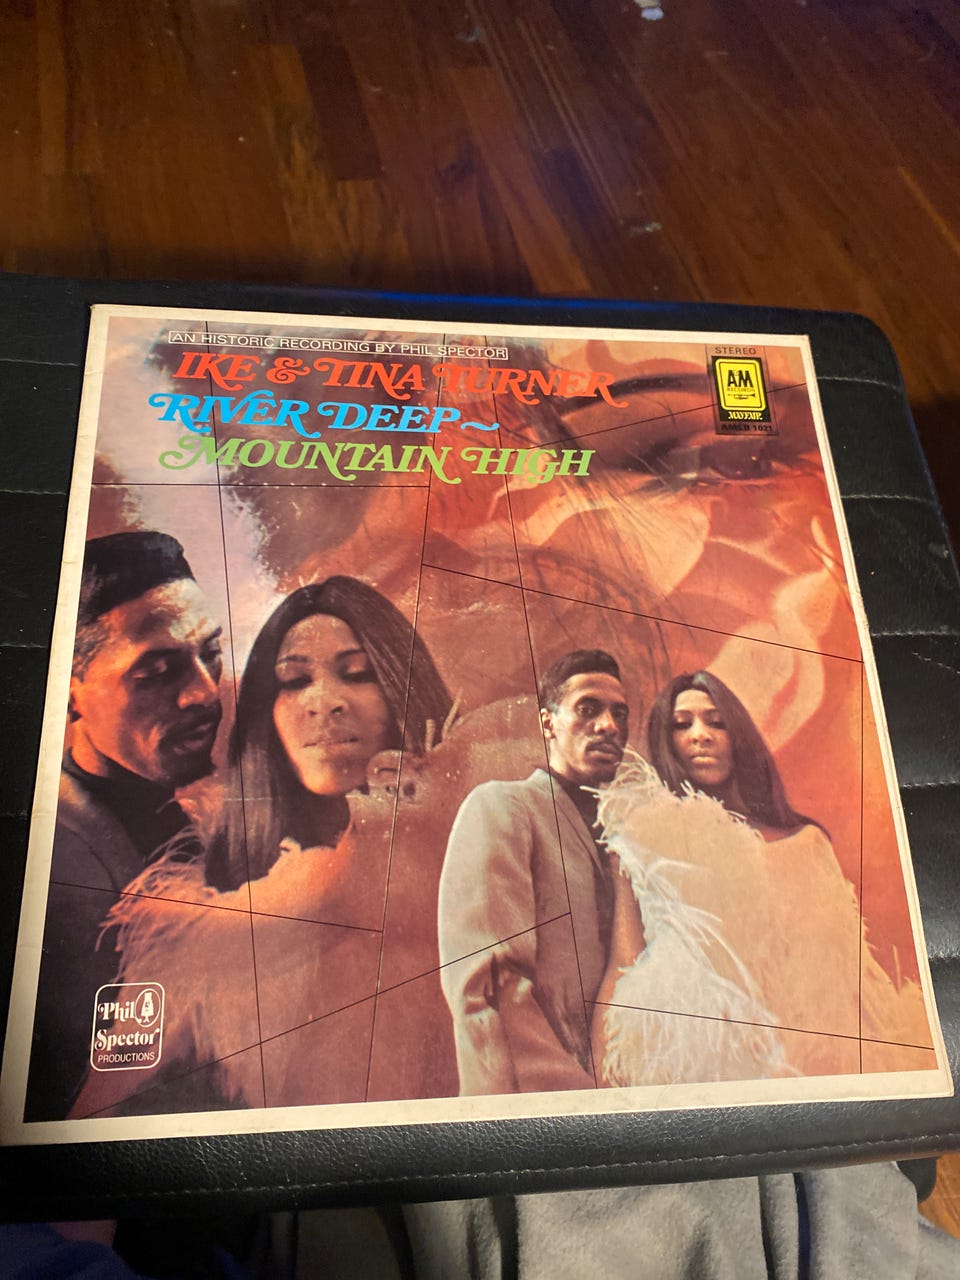 AN HISTORIC RECORDING BY PHIL SPECTOR
IKE & TINA TURNER
RIVER DEEP~
MOUNTAIN HIGH
STEREO
A&M
RECORDS
MAYFAIR
AMLB 1021
Phil
Spector
PRODUCTIONS